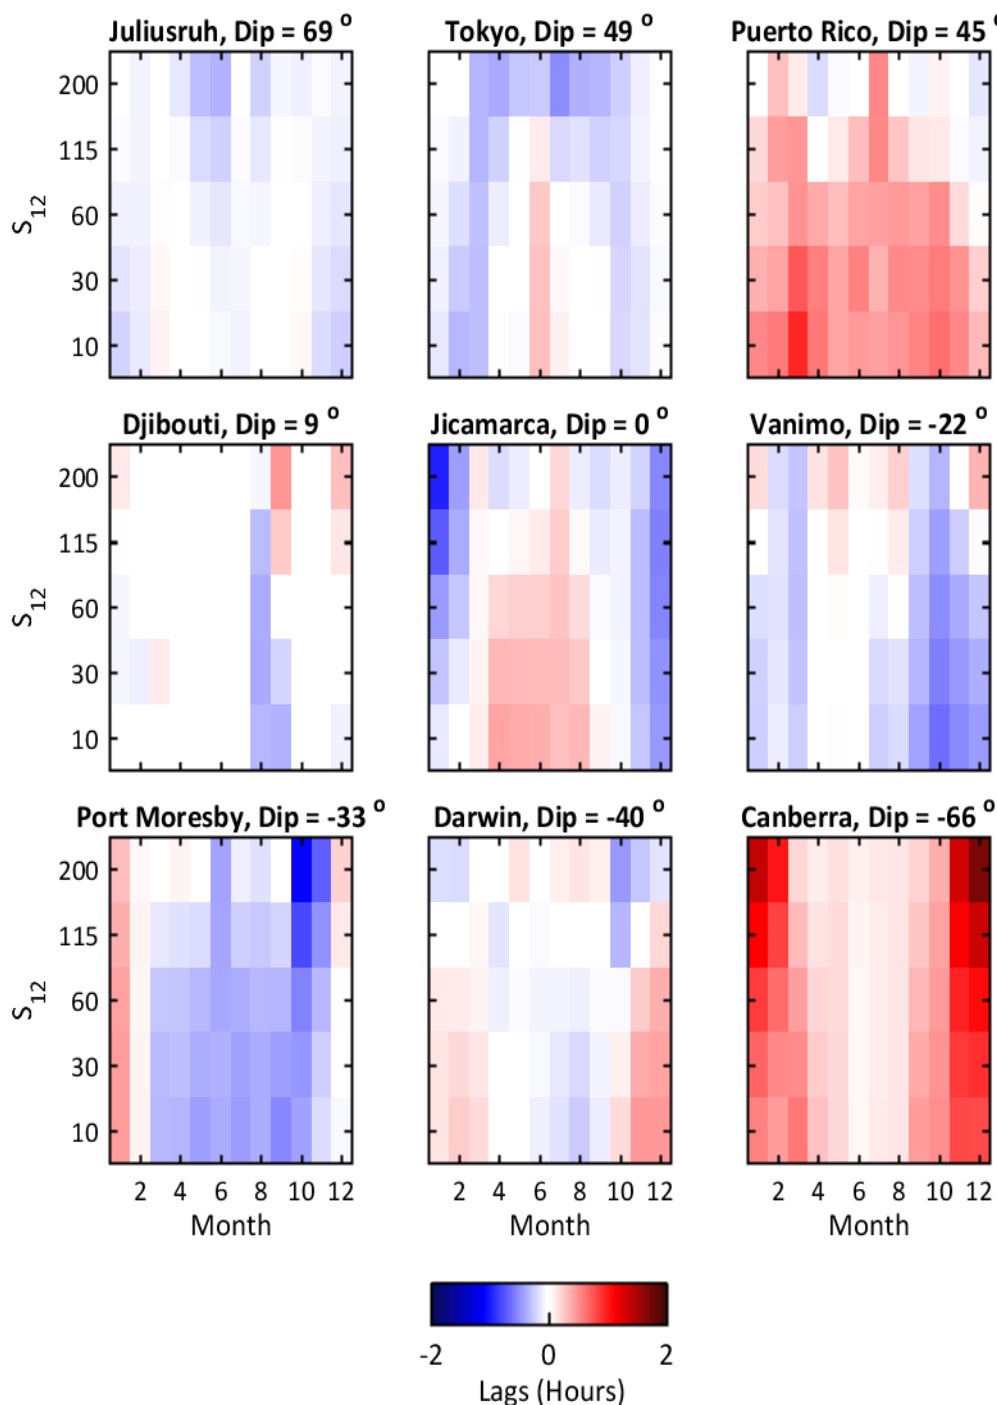 Juliusruh, Dip = 69 °
Tokyo, Dip = 49 °
Puerto Rico, Dip = 45 °
200
115
60
30
10
S12
Djibouti, Dip = 9 °
Jicamarca, Dip = 0 °
Vanimo, Dip = -22 °
200
115
60
30
10
S12
Port Moresby, Dip = -33 °
Darwin, Dip = -40 °
Canberra, Dip = -66 °
200
115
60
30
10
S12
2 4 6 8 10 12
2 4 6 8 10 12
2 4 6 8 10 12
Month
Month
Month
-2 0 2
Lags (Hours)